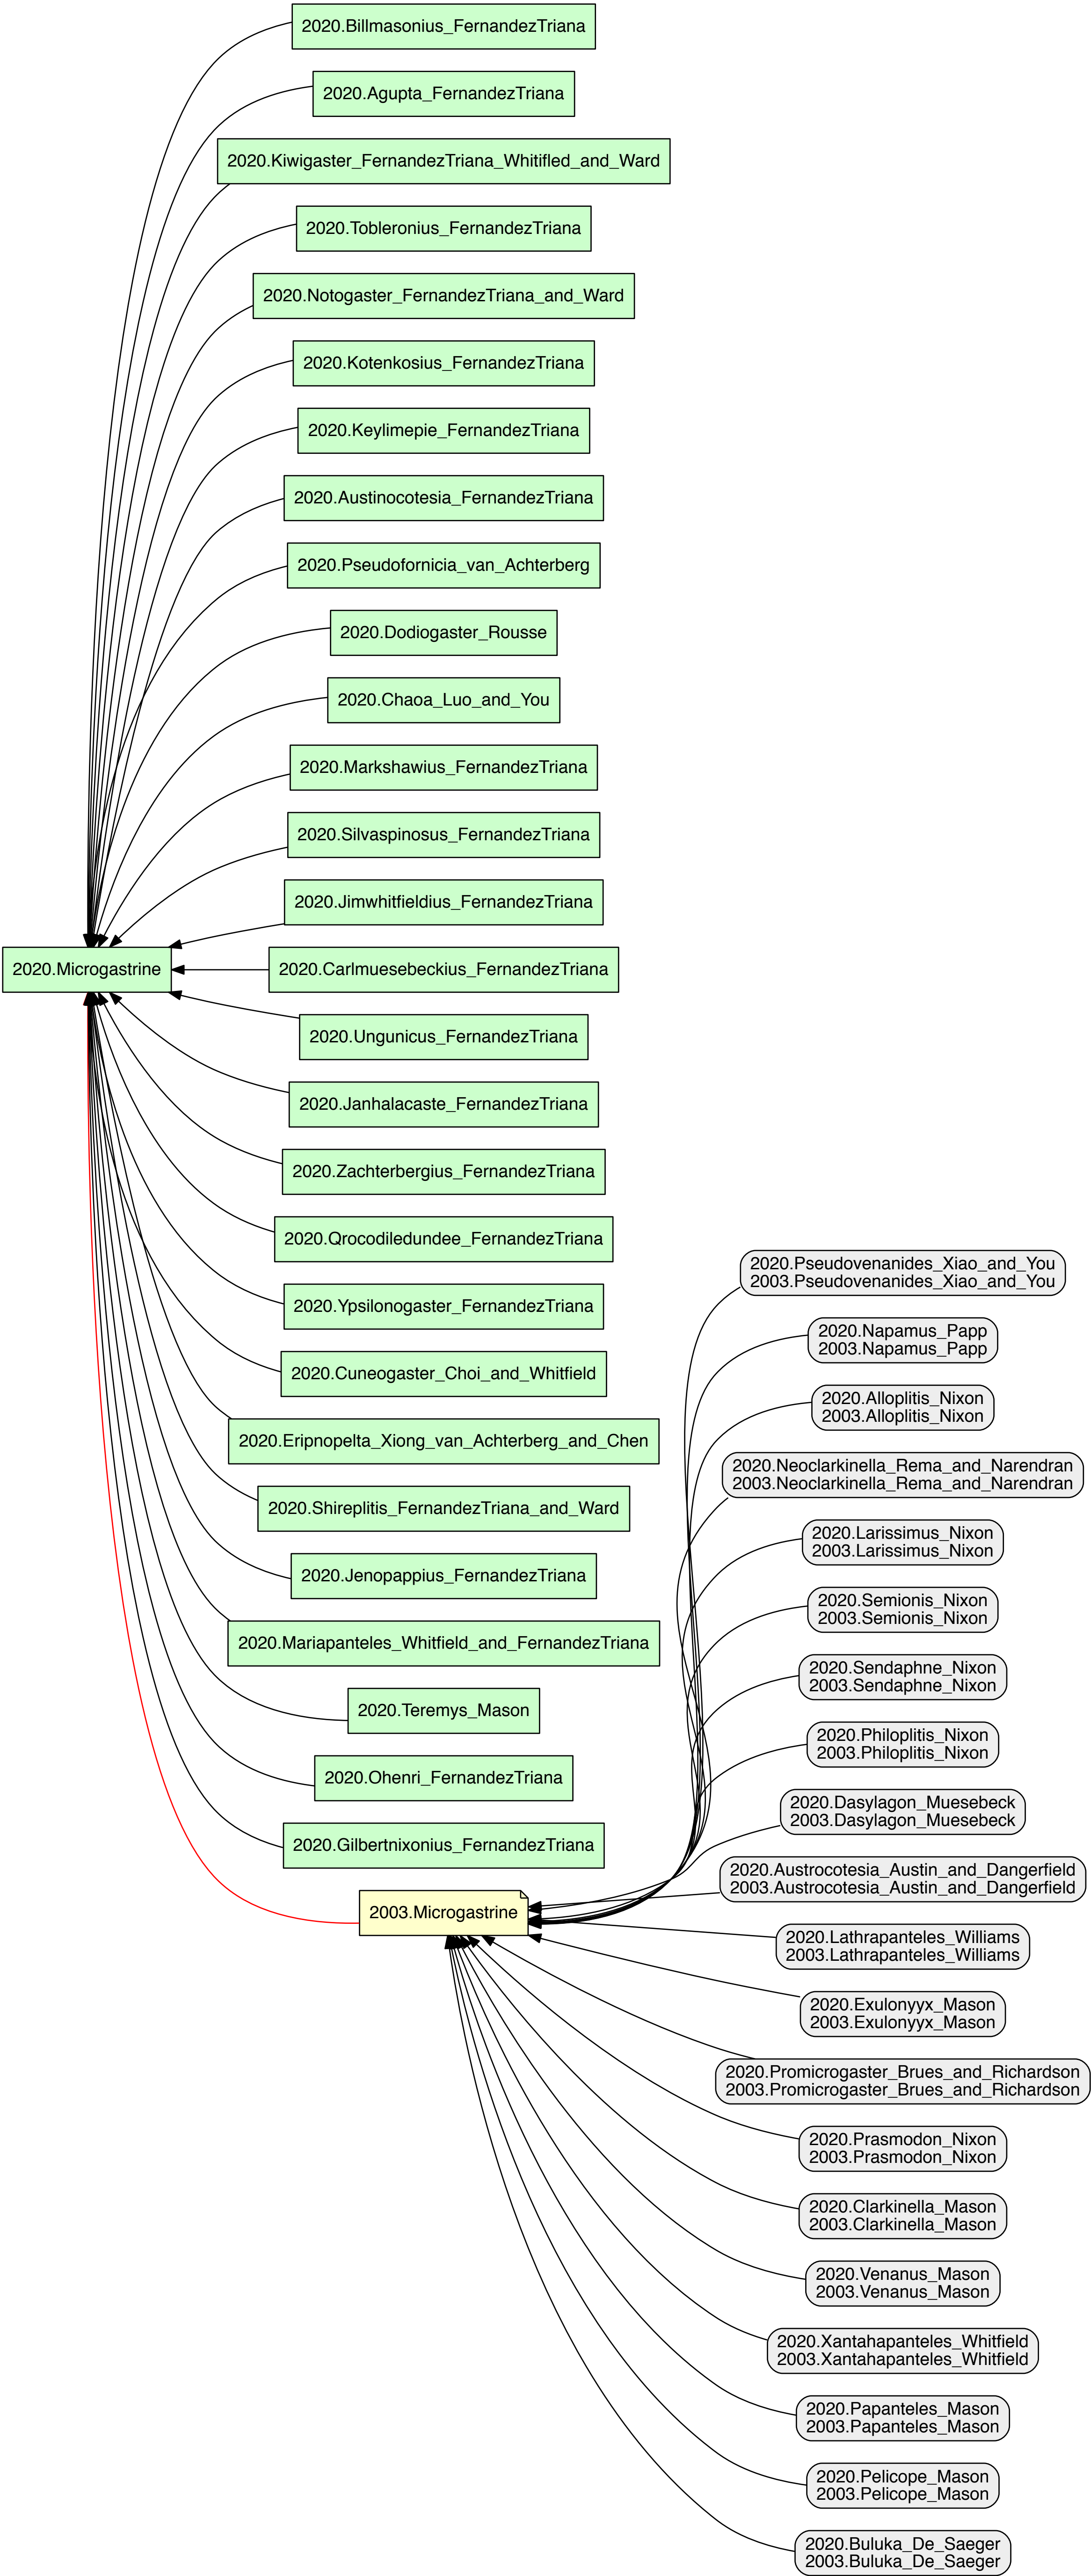 2020.Billmasonius_FernandezTriana
2020.Agupta_FernandezTriana
2020.Kiwigaster_FernandezTriana_Whitifled_and_Ward
2020.Tobleronius_FernandezTriana
2020.Notogaster_FernandezTriana_and_Ward
2020.Kotenkosius_FernandezTriana
2020.Keylimepie_FernandezTriana
2020.Austinocotesia_FernandezTriana
2020.Pseudofornicia_van_Achterberg
2020.Dodiogaster_Rousse
2020.Chaoa_Luo_and_You
2020.Markshawius_FernandezTriana
2020.Silvaspinosus_FernandezTriana
2020.Jimwhitfieldius_FernandezTriana
2020.Microgastrine
2020.Carlmuesebeckius_FernandezTriana
2020.Ungunicus_FernandezTriana
2020.Janhalacaste_FernandezTriana
2020.Zachterbergius_FernandezTriana
2020.Qrocodiledundee_FernandezTriana
2020.Pseudovenanides_Xiao_and_You
2003.Pseudovenanides_Xiao_and_You
2020.Ypsilonogaster_FernandezTriana
2020.Napamus_Papp
2003.Napamus_Papp
2020.Cuneogaster_Choi_and_Whitfield
2020.Alloplitis_Nixon
2003.Alloplitis_Nixon
2020.Eripnopelta_Xiong_van_Achterberg_and_Chen
2020.Neoclarkinella_Rema_and_Narendran
2003.Neoclarkinella_Rema_and_Narendran
2020.Shireplitis_FernandezTriana_and_Ward
2020.Larissimus_Nixon
2003.Larissimus_Nixon
2020.Jenopappius_FernandezTriana
2020.Semionis_Nixon
2003.Semionis_Nixon
2020.Mariapanteles_Whitfield_and_FernandezTriana
2020.Sendaphne_Nixon
2003.Sendaphne_Nixon
2020.Teremys_Mason
2020.Philoplitis_Nixon
2003.Philoplitis_Nixon
2020.Ohenri_FernandezTriana
2020.Dasylagon_Muesebeck
2003.Dasylagon_Muesebeck
2020.Gilbertnixonius_FernandezTriana
2020.Austrocotesia_Austin_and_Dangerfield
2003.Austrocotesia_Austin_and_Dangerfield
2003.Microgastrine
2020.Lathrapanteles_Williams
2003.Lathrapanteles_Williams
2020.Exulonyyx_Mason
2003.Exulonyyx_Mason
2020.Promicrogaster_Brues_and_Richardson
2003.Promicrogaster_Brues_and_Richardson
2020.Prasmodon_Nixon
2003.Prasmodon_Nixon
2020.Clarkinella_Mason
2003.Clarkinella_Mason
2020.Venanus_Mason
2003.Venanus_Mason
2020.Xantahapanteles_Whitfield
2003.Xantahapanteles_Whitfield
2020.Papanteles_Mason
2003.Papanteles_Mason
2020.Pelicope_Mason
2003.Pelicope_Mason
2020.Buluka_De_Saeger
2003.Buluka_De_Saeger